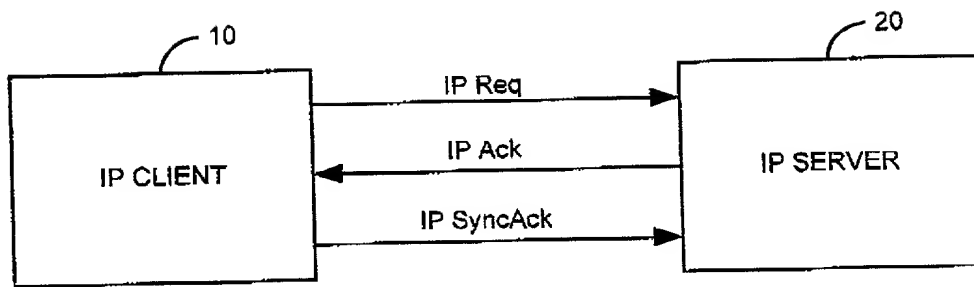 10
20
IP Req
IP CLIENT
IP Ack
IP SERVER
IP SyncAck